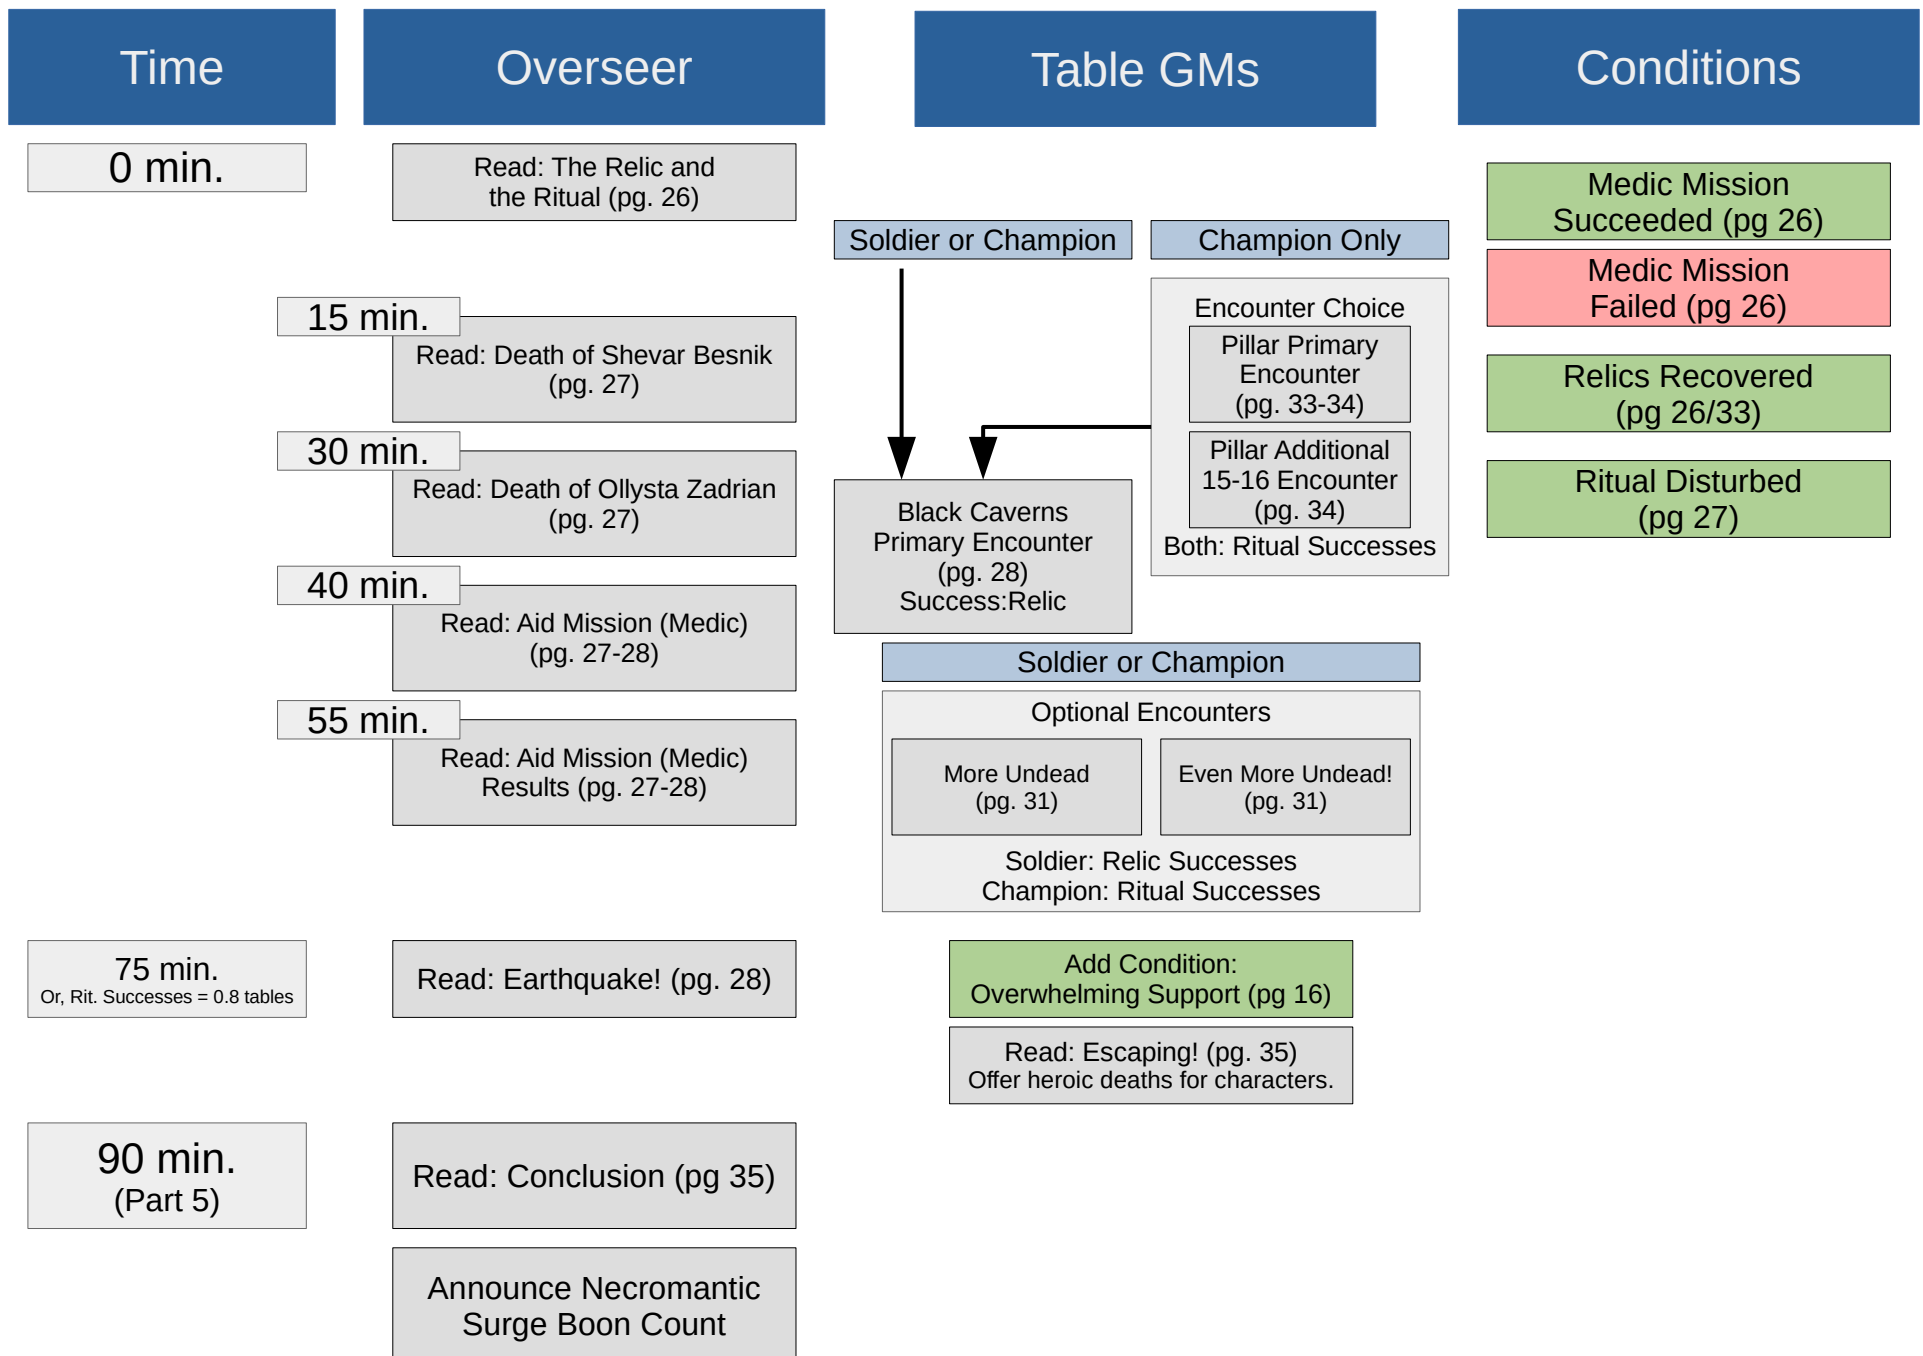 Time
Overseer
Table GMs
Conditions
0 min.
Read: The Relic and
the Ritual (pg. 26)
15 min.
Read: Death of Shevar Besnik
(pg. 27)
30 min.
Read: Death of Ollysta Zadrian
(pg. 27)
40 min.
Read: Aid Mission (Medic)
(pg. 27-28)
55 min.
Read: Aid Mission (Medic)
Results (pg. 27-28)
75 min.
Or, Rit. Successes = 0.8 tables
Read: Earthquake! (pg. 28)
90 min.
(Part 5)
Read: Conclusion (pg 35)
Announce Necromantic
Surge Boon Count
Soldier or Champion
Champion Only
Encounter Choice
Pillar Primary
Encounter
(pg. 33-34)
Pillar Additional
15-16 Encounter
(pg. 34)
Both: Ritual Successes
Black Caverns
Primary Encounter
(pg. 28)
Success:Relic
Soldier or Champion
Optional Encounters
More Undead
(pg. 31)
Even More Undead!
(pg. 31)
Soldier: Relic Successes
Champion: Ritual Successes
Add Condition:
Overwhelming Support (pg 16)
Read: Escaping! (pg. 35)
Offer heroic deaths for characters.
Medic Mission
Succeeded (pg 26)
Medic Mission
Failed (pg 26)
Relics Recovered
(pg 26/33)
Ritual Disturbed
(pg 27)